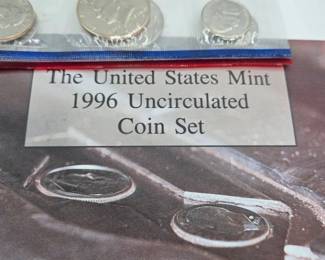 The United States Mint
1996 Uncirculated
Coin Set